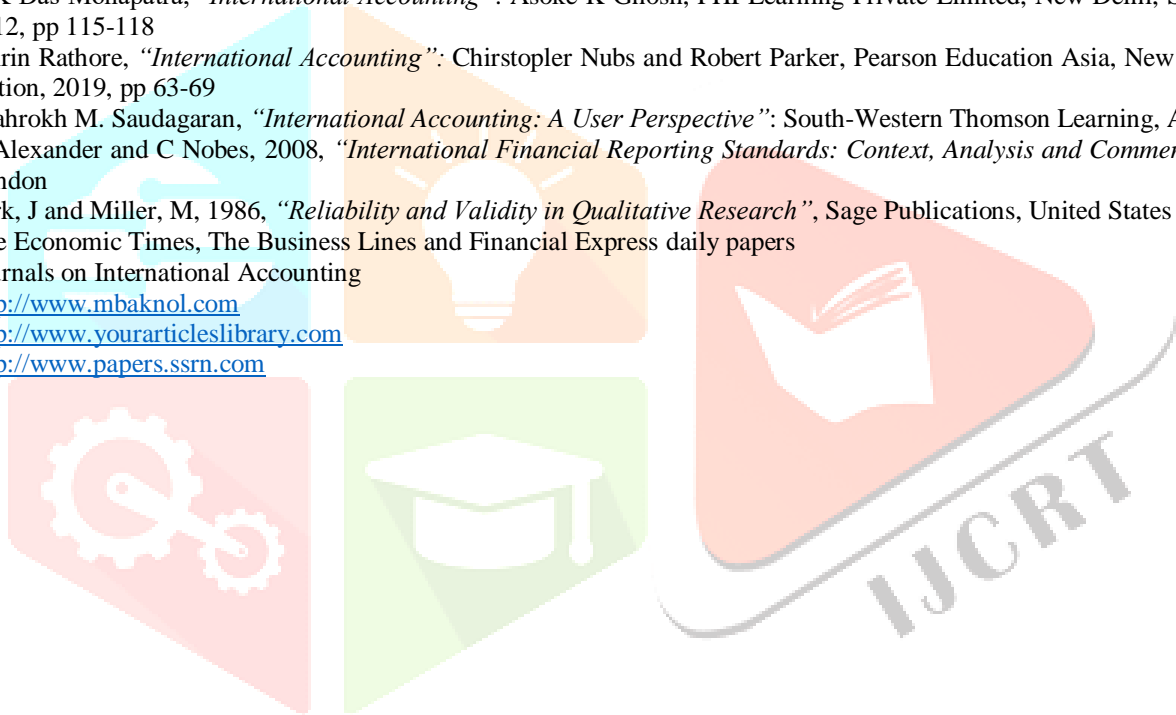 Das Mohapatra, “International Accounting”: Asoke K Ghosh, PHI Learning Private Limited, New Delhi,
12, pp 115-118
rin Rathore, “International Accounting”: Chirstopler Nubs and Robert Parker, Pearson Education Asia, New
tion, 2019, pp 63-69
ahrokh M. Saudagaran, “International Accounting: A User Perspective”: South-Western Thomson Learning,
Alexander and C Nobes, 2008, “International Financial Reporting Standards: Context, Analysis and Commen
ndon
k, J and Miller, M, 1986, “Reliability and Validity in Qualitative Research”, Sage Publications, United States
e Economic Times, The Business Lines and Financial Express daily papers
rnals on International Accounting
p://www.mbaknol.com
p://www.yourarticleslibrary.com
p://www.papers.ssrn.com
IJCRT